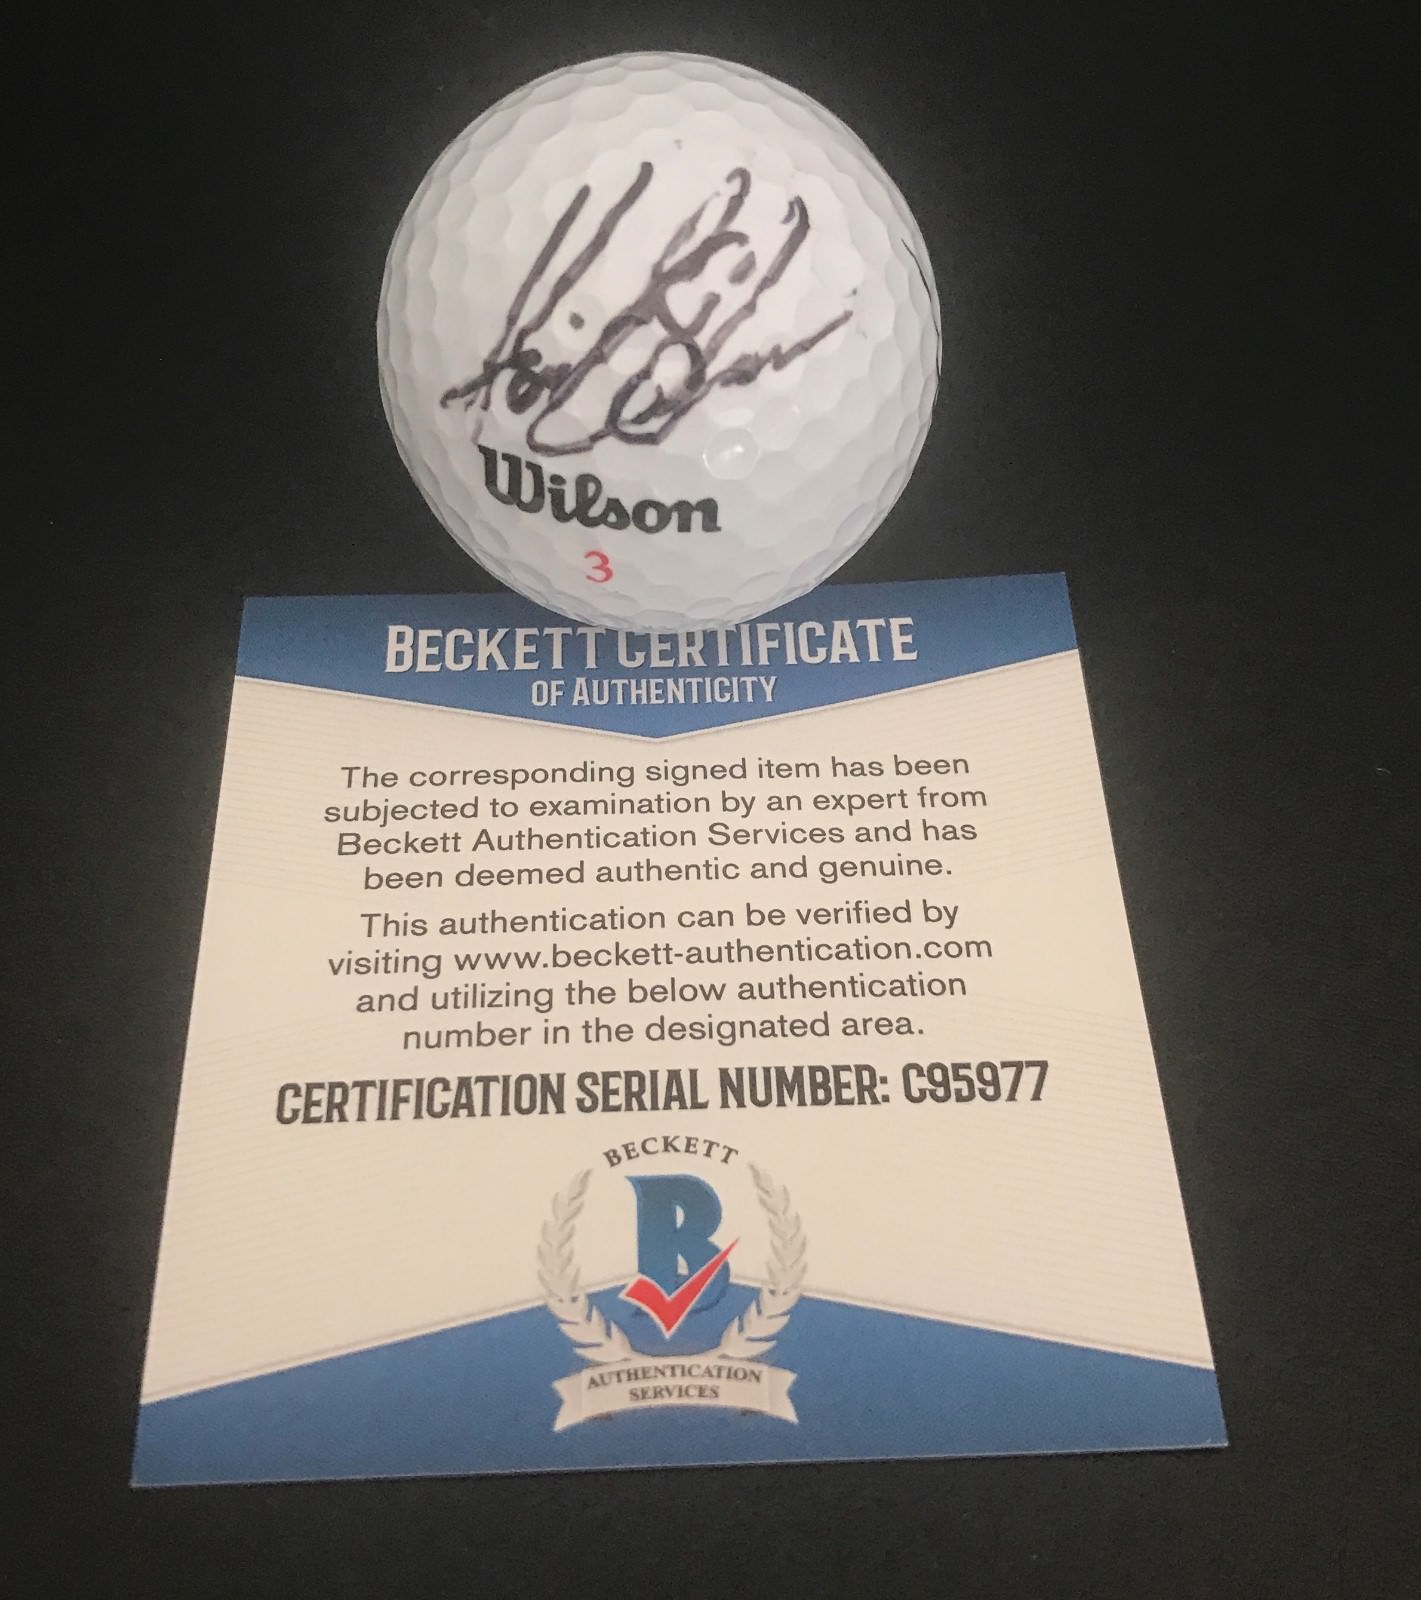 Wilson
3
BECKETT CERTIFICATE
OF AUTHENTICITY
The corresponding signed item has been
subjected to examination by an expert from
Beckett Authentication Services and has
been deemed authentic and genuine.
This authentication can be verified by
visiting www.beckett-authentication.com
and utilizing the below authentication
number in the designated area.
CERTIFICATION SERIAL NUMBER: C95977
BECKETT
B
AUTHENTICATION
SERVICES